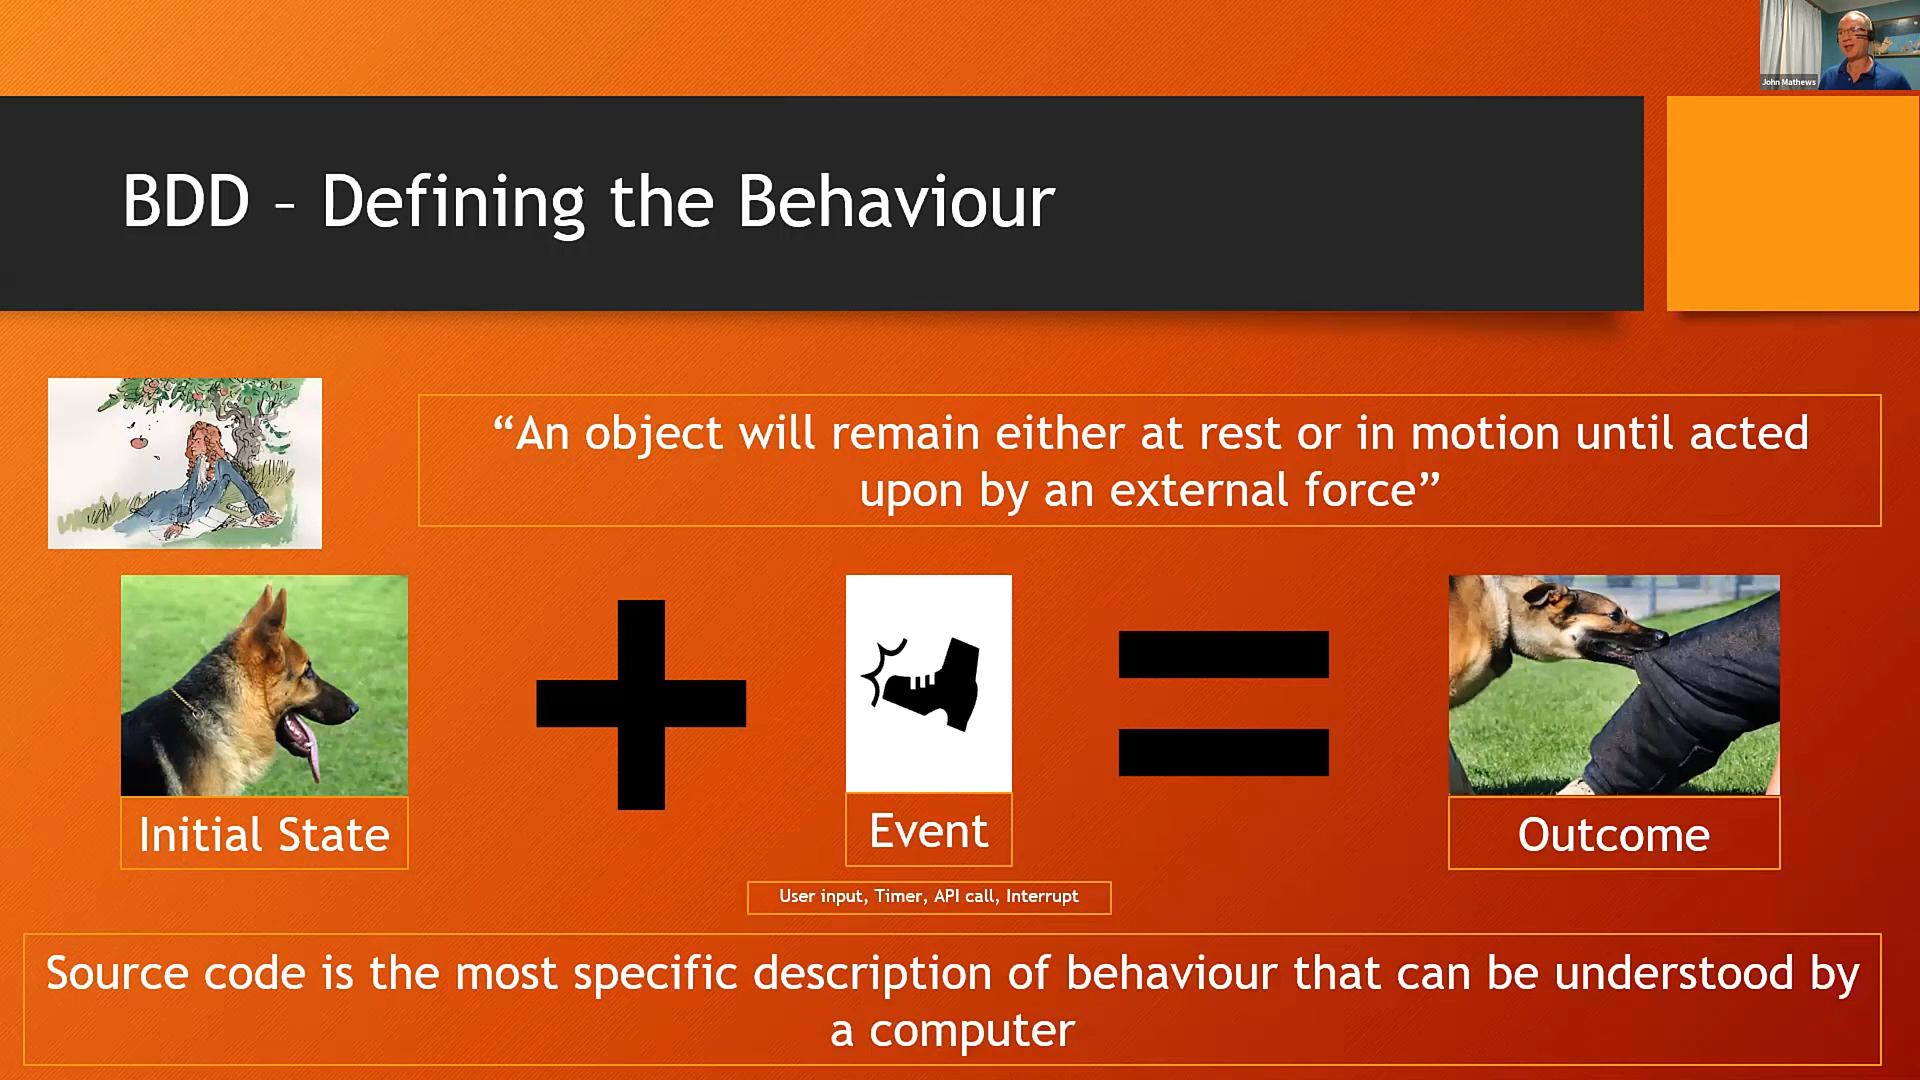 John Mathews
BDD – Defining the Behaviour
“An object will remain either at rest or in motion until acted
upon by an external force”
Initial State
Event
Outcome
User input, Timer, API call, Interrupt
Source code is the most specific description of behaviour that can be understood by
a computer